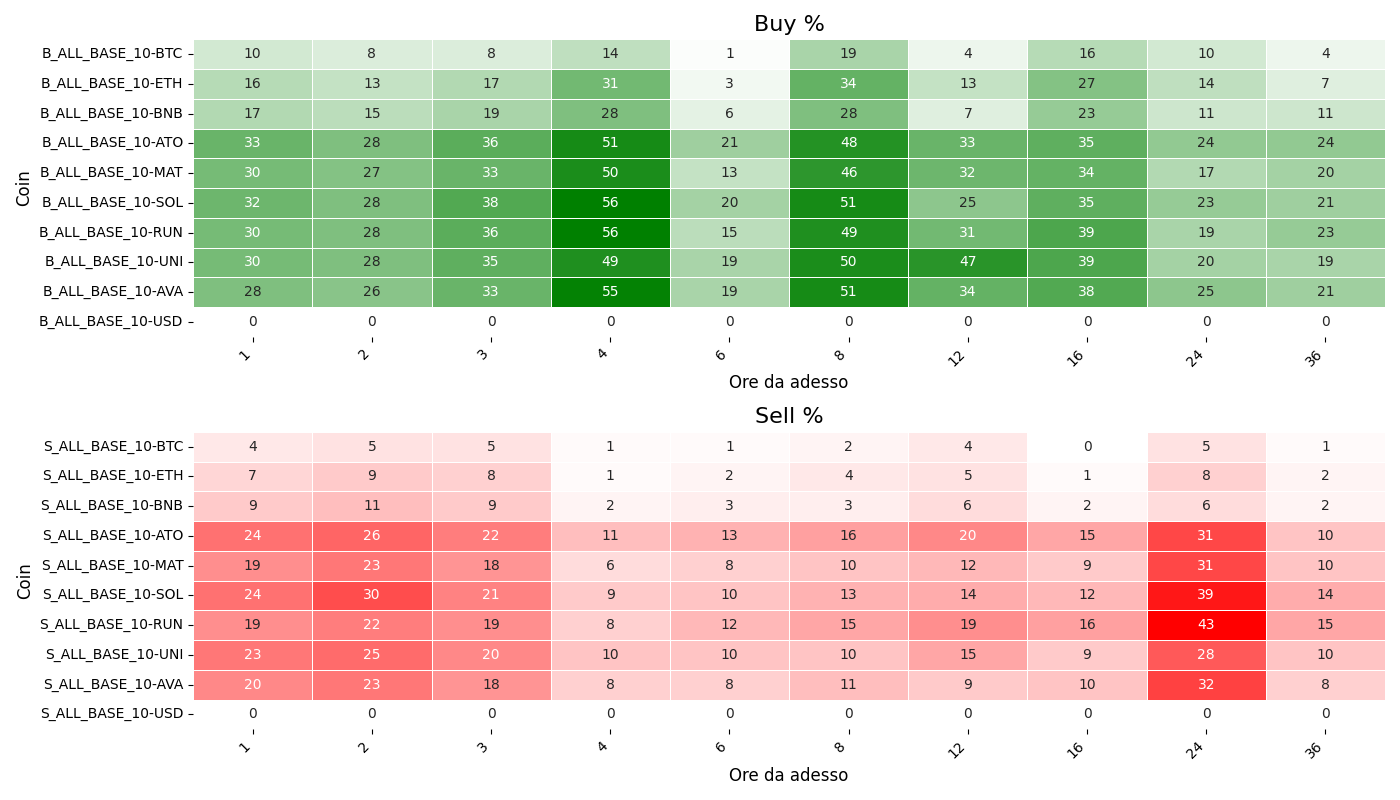 Buy %
Coin
B_ALL_BASE_10-BTC 10 8 8 14 1 19 4 16 10 4
B_ALL_BASE_10-ETH 16 13 17 31 3 34 13 27 14 7
B_ALL_BASE_10-BNB 17 15 19 28 6 28 7 23 11 11
B_ALL_BASE_10-ATO 33 28 36 51 21 48 33 35 24 24
B_ALL_BASE_10-MAT 30 27 33 50 13 46 32 34 17 20
B_ALL_BASE_10-SOL 32 28 38 56 20 51 25 35 23 21
B_ALL_BASE_10-RUN 30 28 36 56 15 49 31 39 19 23
B_ALL_BASE_10-UNI 30 28 35 49 19 50 47 39 20 19
B_ALL_BASE_10-AVA 28 26 33 55 19 51 34 38 25 21
B_ALL_BASE_10-USD 0 0 0 0 0 0 0 0 0 0
1 2 3 4 6 8 12 16 24 36
Ore da adesso
Sell %
Coin
S_ALL_BASE_10-BTC 4 5 5 1 1 2 4 0 5 1
S_ALL_BASE_10-ETH 7 9 8 1 2 4 5 1 8 2
S_ALL_BASE_10-BNB 9 11 9 2 3 3 6 2 6 2
S_ALL_BASE_10-ATO 24 26 22 11 13 16 20 15 31 10
S_ALL_BASE_10-MAT 19 23 18 6 8 10 12 9 31 10
S_ALL_BASE_10-SOL 24 30 21 9 10 13 14 12 39 14
S_ALL_BASE_10-RUN 19 22 19 8 12 15 19 16 43 15
S_ALL_BASE_10-UNI 23 25 20 10 10 10 15 9 28 10
S_ALL_BASE_10-AVA 20 23 18 8 8 11 9 10 32 8
S_ALL_BASE_10-USD 0 0 0 0 0 0 0 0 0 0
1 2 3 4 6 8 12 16 24 36
Ore da adesso